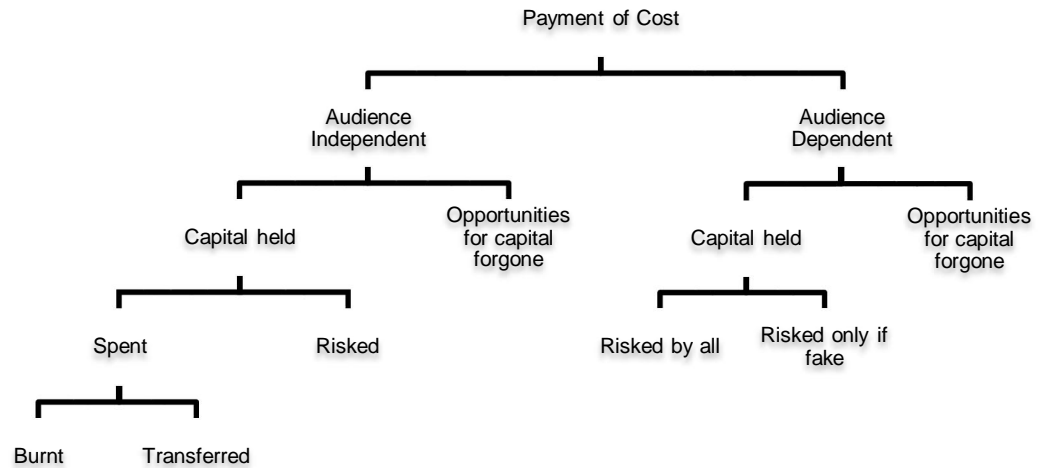 Payment of Cost
Audience
Independent
Audience
Dependent
Capital held
Opportunities
for capital
forgone
Capital held
Opportunities
for capital
forgone
Spent
Risked
Risked by all
Risked only if
fake
Burnt
Transferred